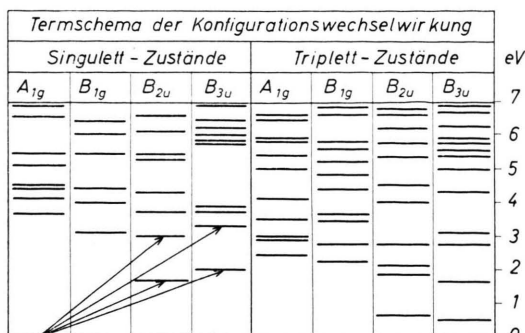 Termschema der Konfigurationswechselwirkung
Singulett - Zustände Triplett - Zustände eV
A1g B1g B2u B3u A1g B1g B2u B3u
7
6
5
4
3
2
1
0